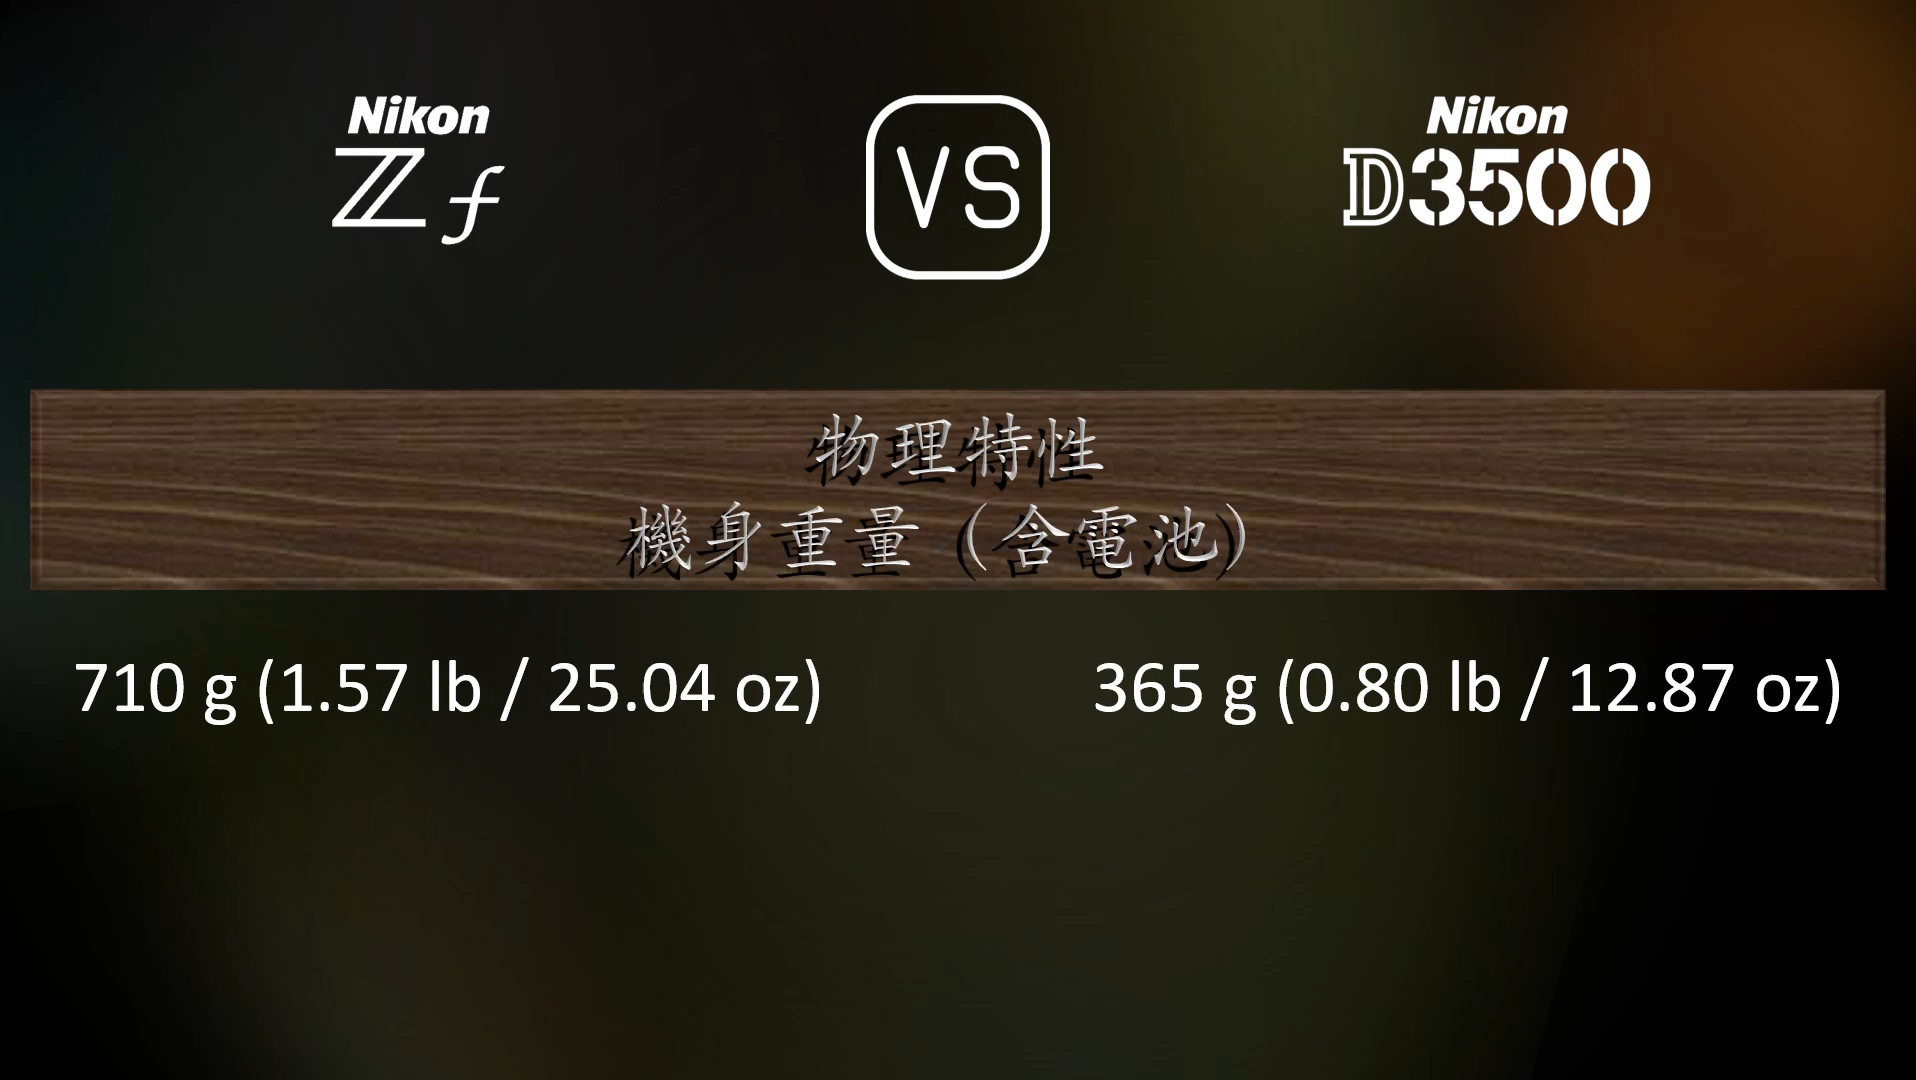 Nikon
Z f
VS
Nikon
D3500
物理特性
機身重量（含電池）
710 g (1.57 lb / 25.04 oz)
365 g (0.80 lb / 12.87 oz)